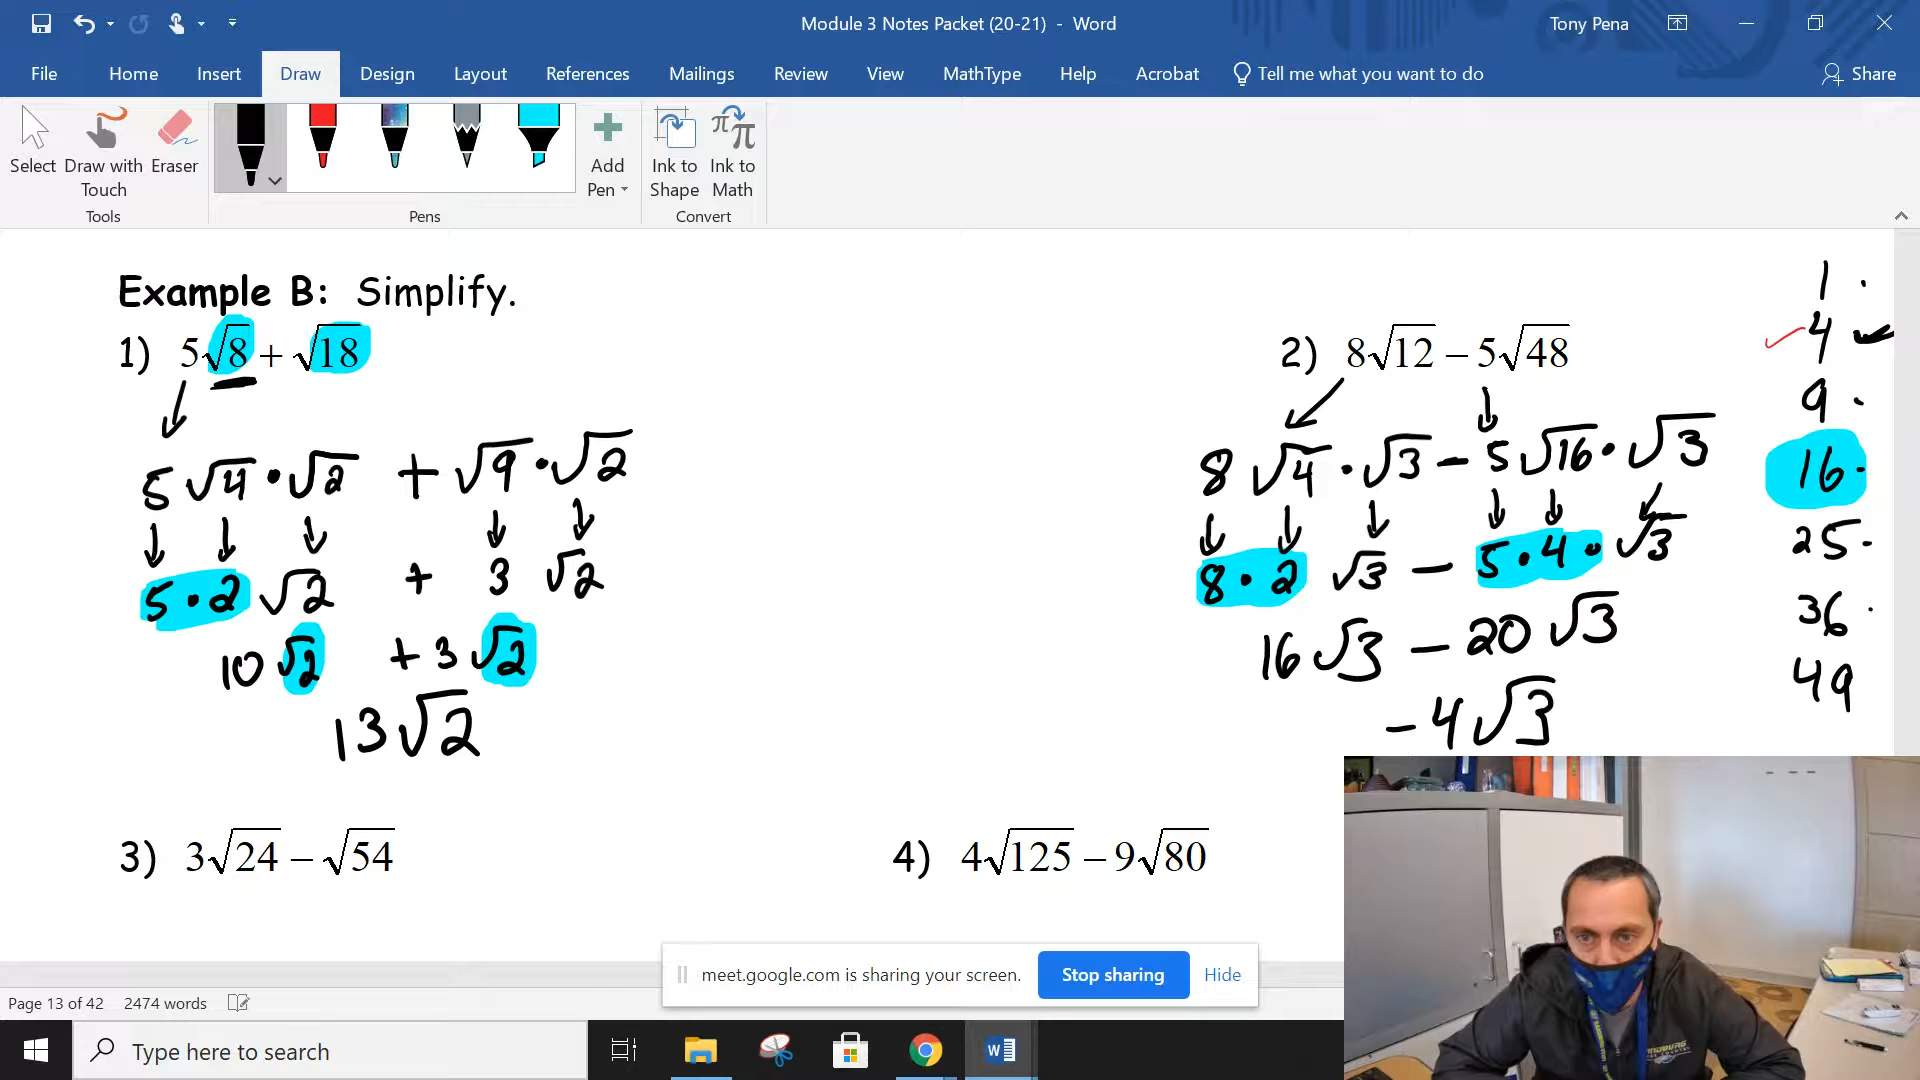 Module 3 Notes Packet (20-21) - Word
Tony Pena
File Home Insert Draw Design Layout References Mailings Review View MathType Help Acrobat Tell me what you want to do Share
Select Draw with Touch Eraser Add Pen Ink to Shape Ink to Math
Tools Pens Convert
Example B: Simplify.
1) 5√8 + √18
5√4 · √2 + √9 · √2
5 · 2 √2 + 3 √2
10√2 + 3√2
13√2
2) 8√12 – 5√48
8√4 · √3 – 5√16 · √3
8 · 2 √3 – 5 · 4 · √3
16√3 – 20√3
-4√3
1 ·
4
9 ·
16 ·
25 ·
36 ·
49
3) 3√24 – √54
4) 4√125 – 9√80
meet.google.com is sharing your screen. Stop sharing Hide
Page 13 of 42 2474 words
Type here to search